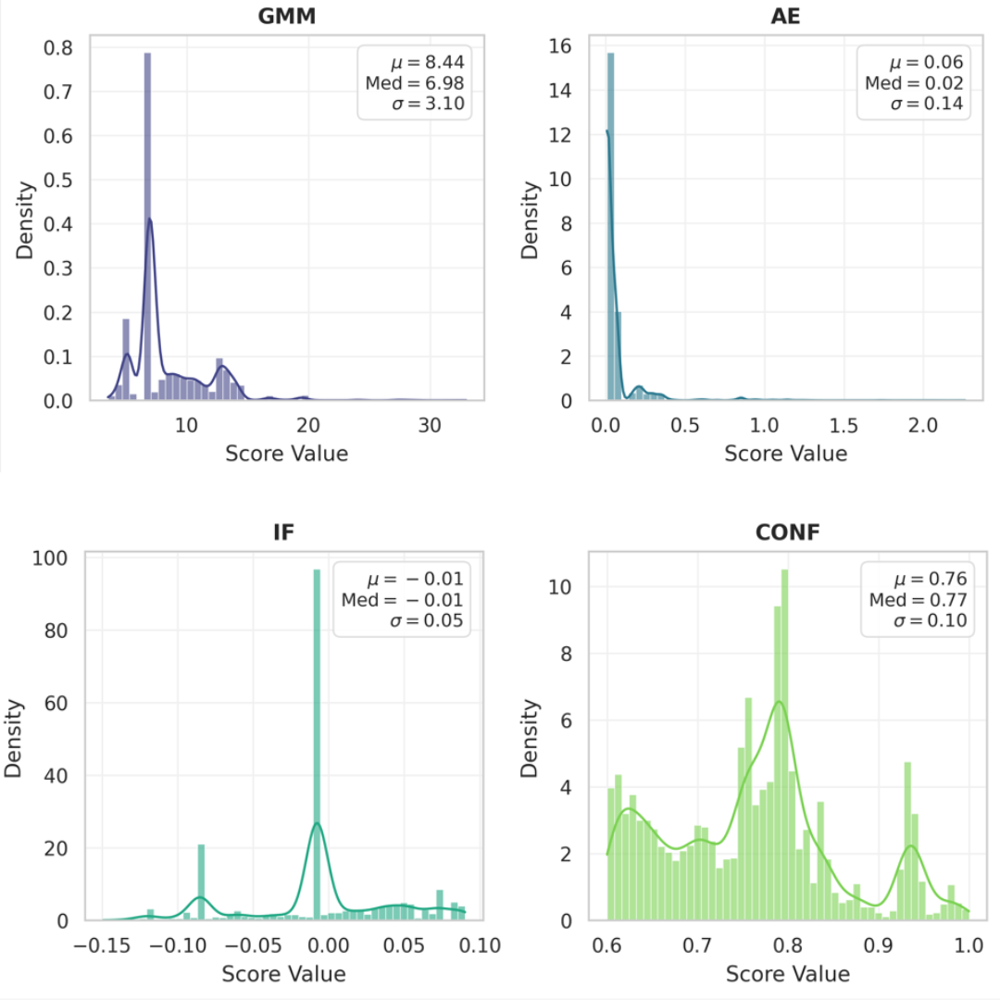 GMM
μ = 8.44
Med = 6.98
σ = 3.10
Density
0.8
0.7
0.6
0.5
0.4
0.3
0.2
0.1
0.0
10 20 30
Score Value
AE
μ = 0.06
Med = 0.02
σ = 0.14
Density
16
14
12
10
8
6
4
2
0
0.0 0.5 1.0 1.5 2.0
Score Value
IF
μ = − 0.01
Med = − 0.01
σ = 0.05
Density
100
80
60
40
20
0
−0.15 −0.10 −0.05 0.00 0.05 0.10
Score Value
CONF
μ = 0.76
Med = 0.77
σ = 0.10
Density
10
8
6
4
2
0
0.6 0.7 0.8 0.9 1.0
Score Value